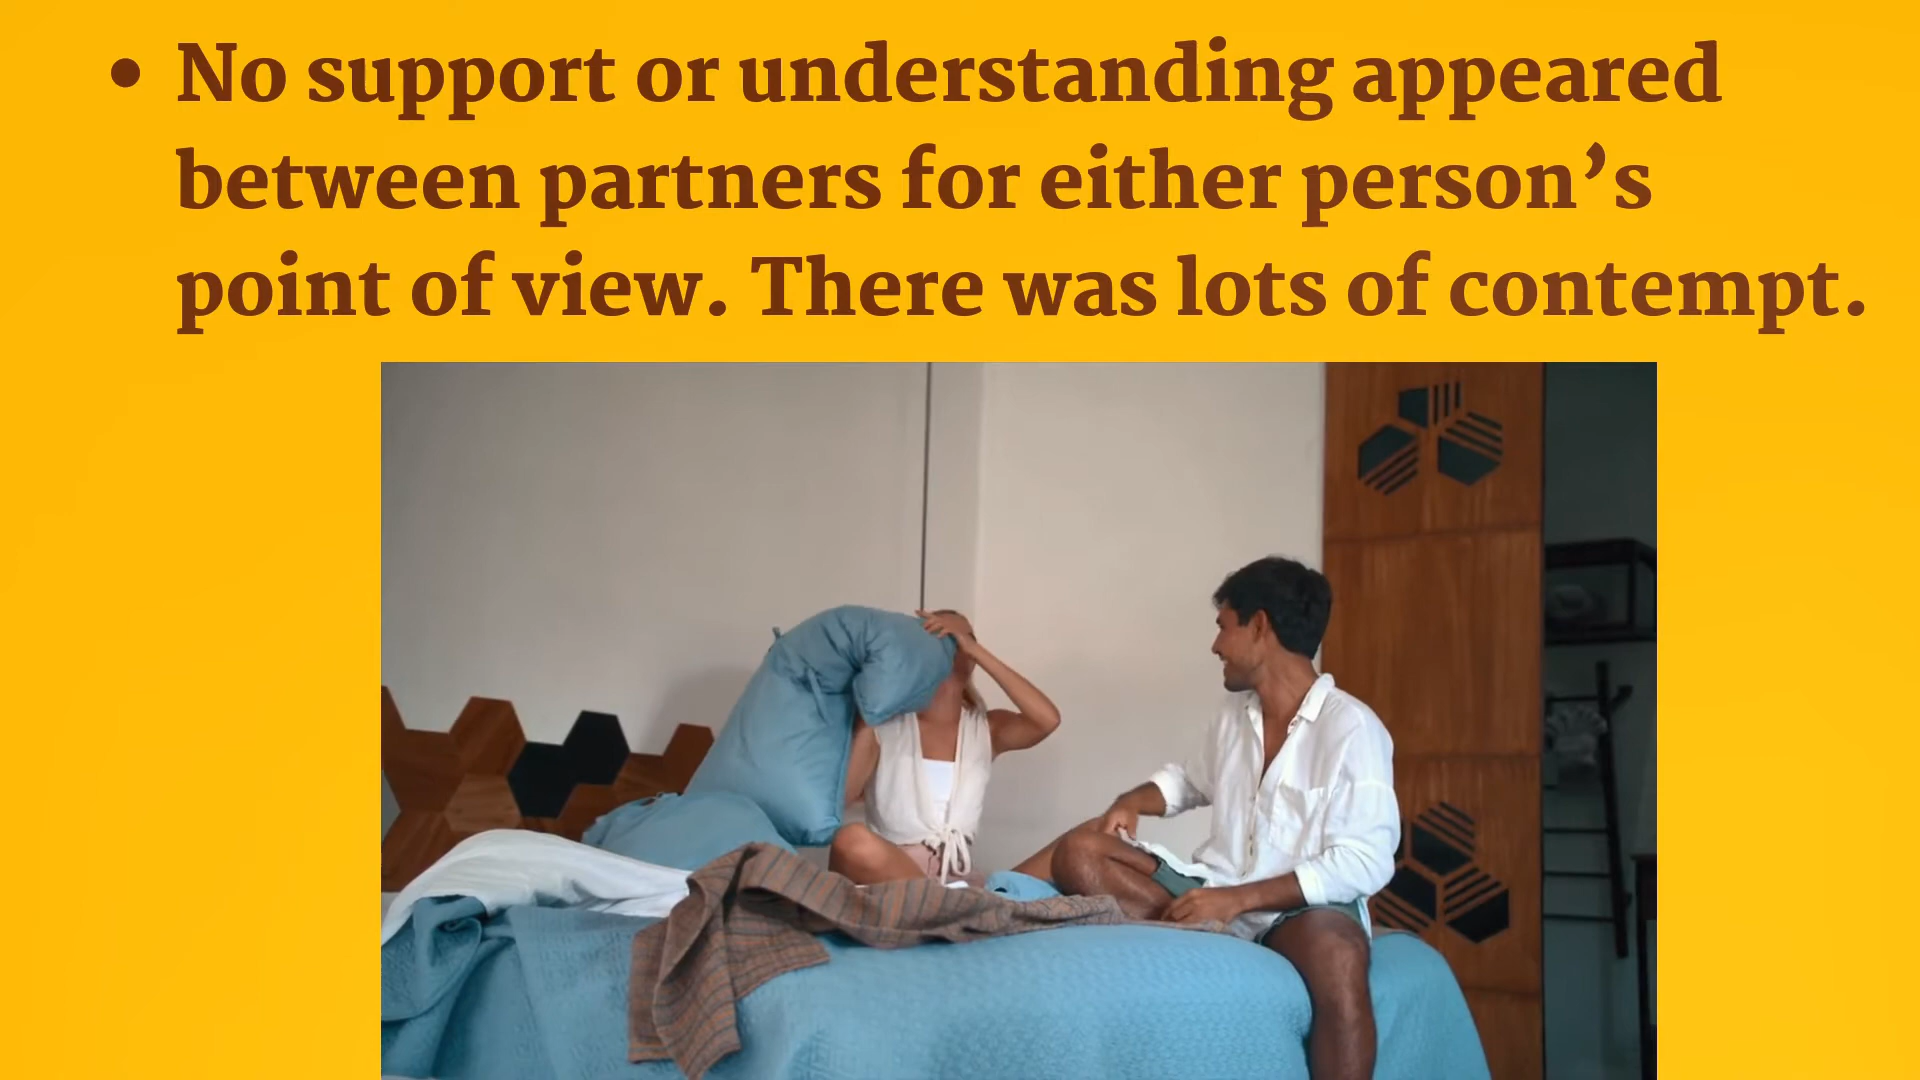 • No support or understanding appeared
between partners for either person’s
point of view. There was lots of contempt.